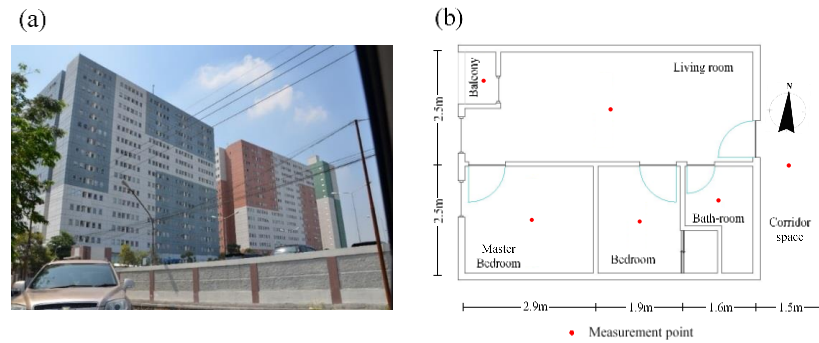 (a)
(b)
Balcony
Living room
N
2.5m
2.5m
Master
Bedroom
Bedroom
Bath-room
Corridor
space
2.9m
1.9m
1.6m
1.5m
Measurement point